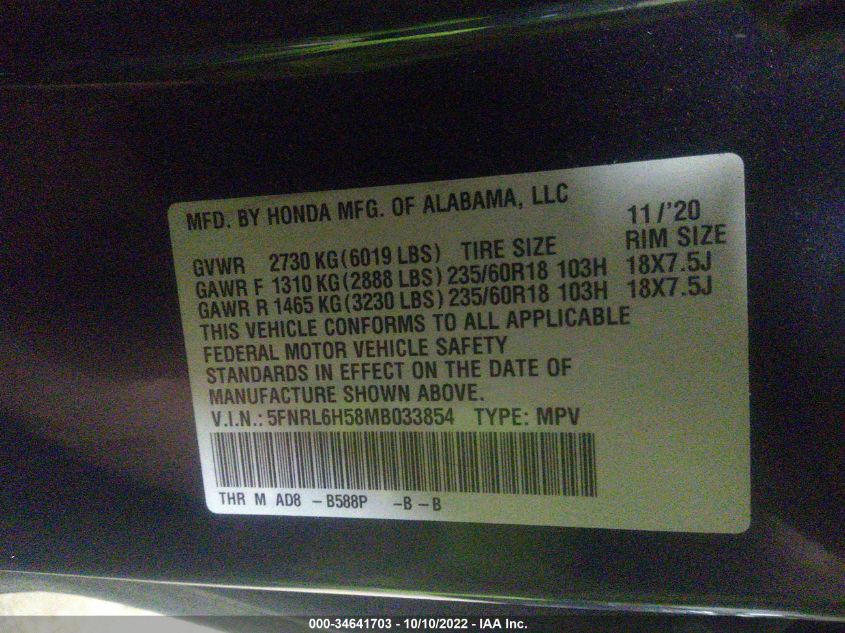 MFD. BY HONDA MFG. OF ALABAMA, LLC 11/'20
GVWR 2730 KG (6019 LBS) TIRE SIZE RIM SIZE
GAWR F 1310 KG (2888 LBS) 235/60R18 103H 18X7.5J
GAWR R 1465 KG (3230 LBS) 235/60R18 103H 18X7.5J
THIS VEHICLE CONFORMS TO ALL APPLICABLE
FEDERAL MOTOR VEHICLE SAFETY
STANDARDS IN EFFECT ON THE DATE OF
MANUFACTURE SHOWN ABOVE.
V.I.N.: 5FNRL6H58MB033854 TYPE: MPV
THR M AD8 -B588P -B-B
000-34641703 - 10/10/2022 - IAA Inc.